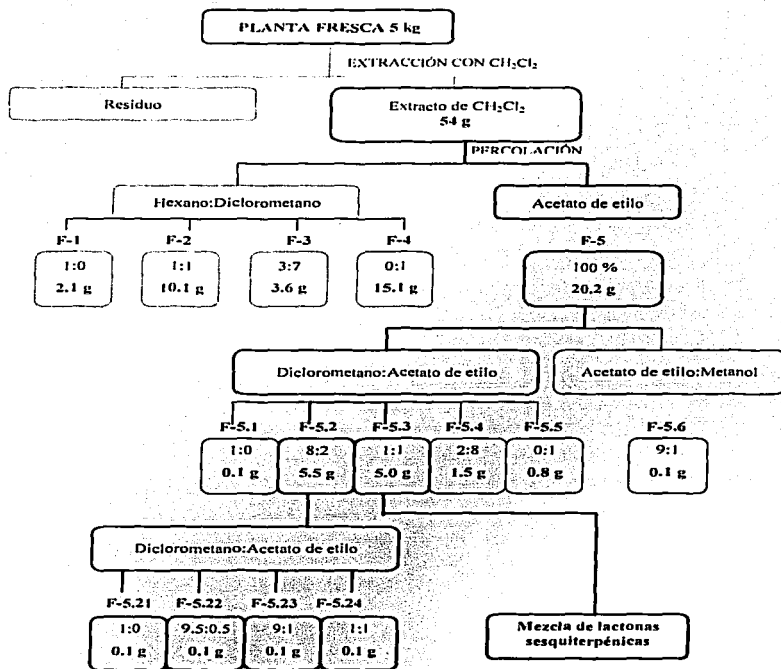 PLANTA FRESCA 5 kg
EXTRACCIÓN CON CH₂Cl₂
Resíduo
Extracto de CH₂Cl₂
54 g
PERCOLACIÓN
Hexano:Diclorometano
Acetato de etilo
F-1
F-2
F-3
F-4
F-5
1:0
1:1
3:7
0:1
100 %
2.1 g
10.1 g
3.6 g
15.1 g
20.2 g
Diclorometano:Acetato de etilo
Acetato de etilo:Metanol
F-5.1
F-5.2
F-5.3
F-5.4
F-5.5
F-5.6
1:0
8:2
1:1
2:8
0:1
9:1
0.1 g
5.5 g
5.0 g
1.5 g
0.8 g
0.1 g
Diclorometano:Acetato de etilo
F-5.21
F-5.22
F-5.23
F-5.24
1:0
9.5:0.5
9:1
1:1
0.1 g
0.1 g
0.1 g
0.1 g
Mezcla de lactonas
sesquiterpénicas